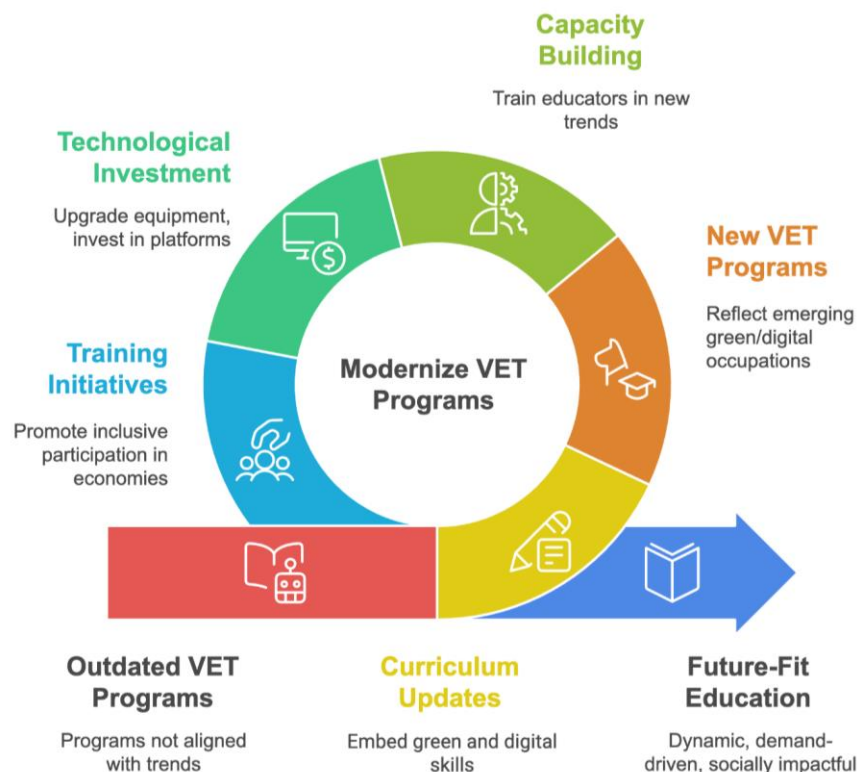 Capacity
Building
Train educators in new
trends
Technological
Investment
Upgrade equipment,
invest in platforms
New VET
Programs
Reflect emerging
green/digital
occupations
Training
Initiatives
Promote inclusive
participation in
economies
Modernize VET
Programs
$
Outdated VET
Programs
Programs not aligned
with trends
Curriculum
Updates
Embed green and digital
skills
Future-Fit
Education
Dynamic, demand-
driven, socially impactful